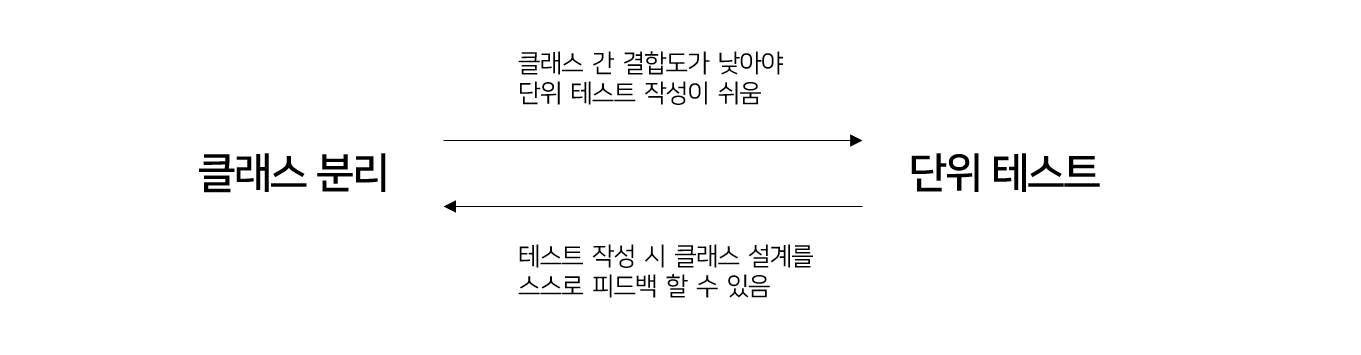 클래스 간 결합도가 낮아야
단위 테스트 작성이 쉬움
클래스 분리
단위 테스트
테스트 작성 시 클래스 설계를
스스로 피드백 할 수 있음